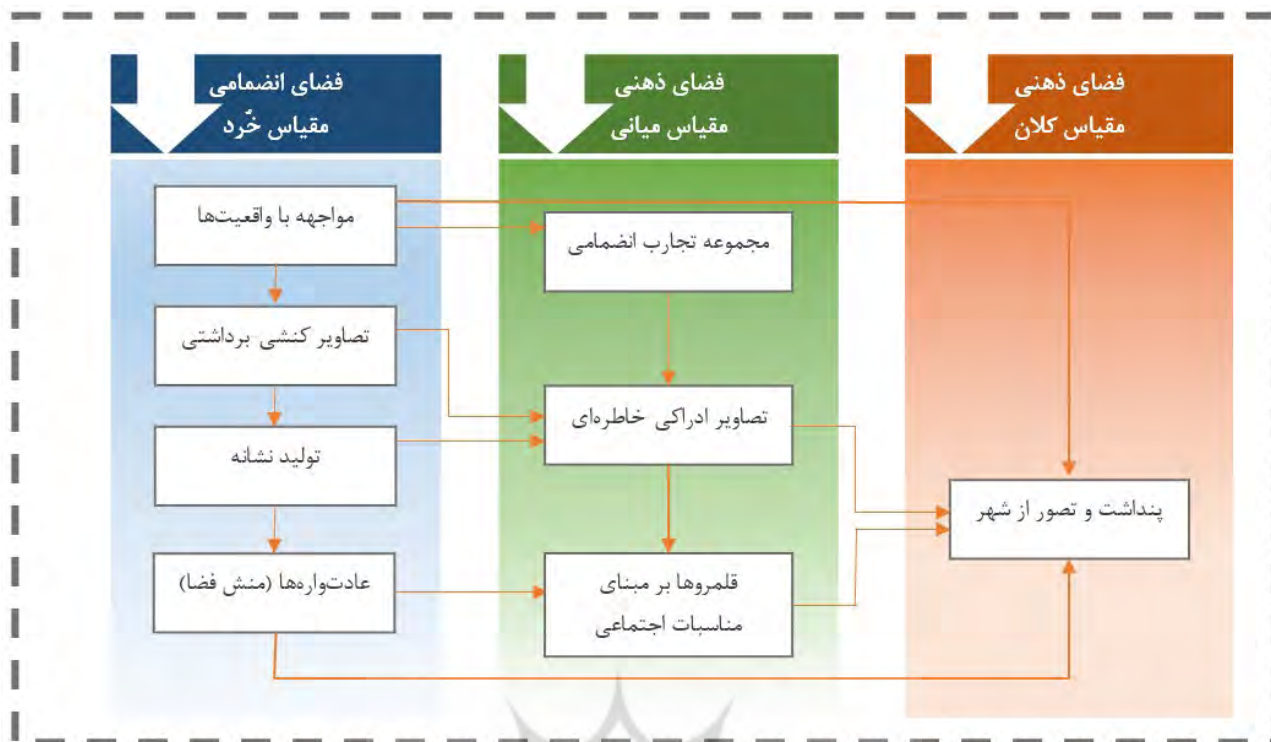 فضای انضمامی
مقیاس خُرد
مواجهه با واقعیت‌ها
تصاویر کنشی-برداشتی
تولید نشانه
عادت‌واره‌ها (منش فضا)
فضای ذهنی
مقیاس میانی
مجموعه تجارب انضمامی
تصاویر ادراکی خاطره‌ای
قلمروها بر مبنای
مناسبات اجتماعی
فضای ذهنی
مقیاس کلان
پنداشت و تصور از شهر